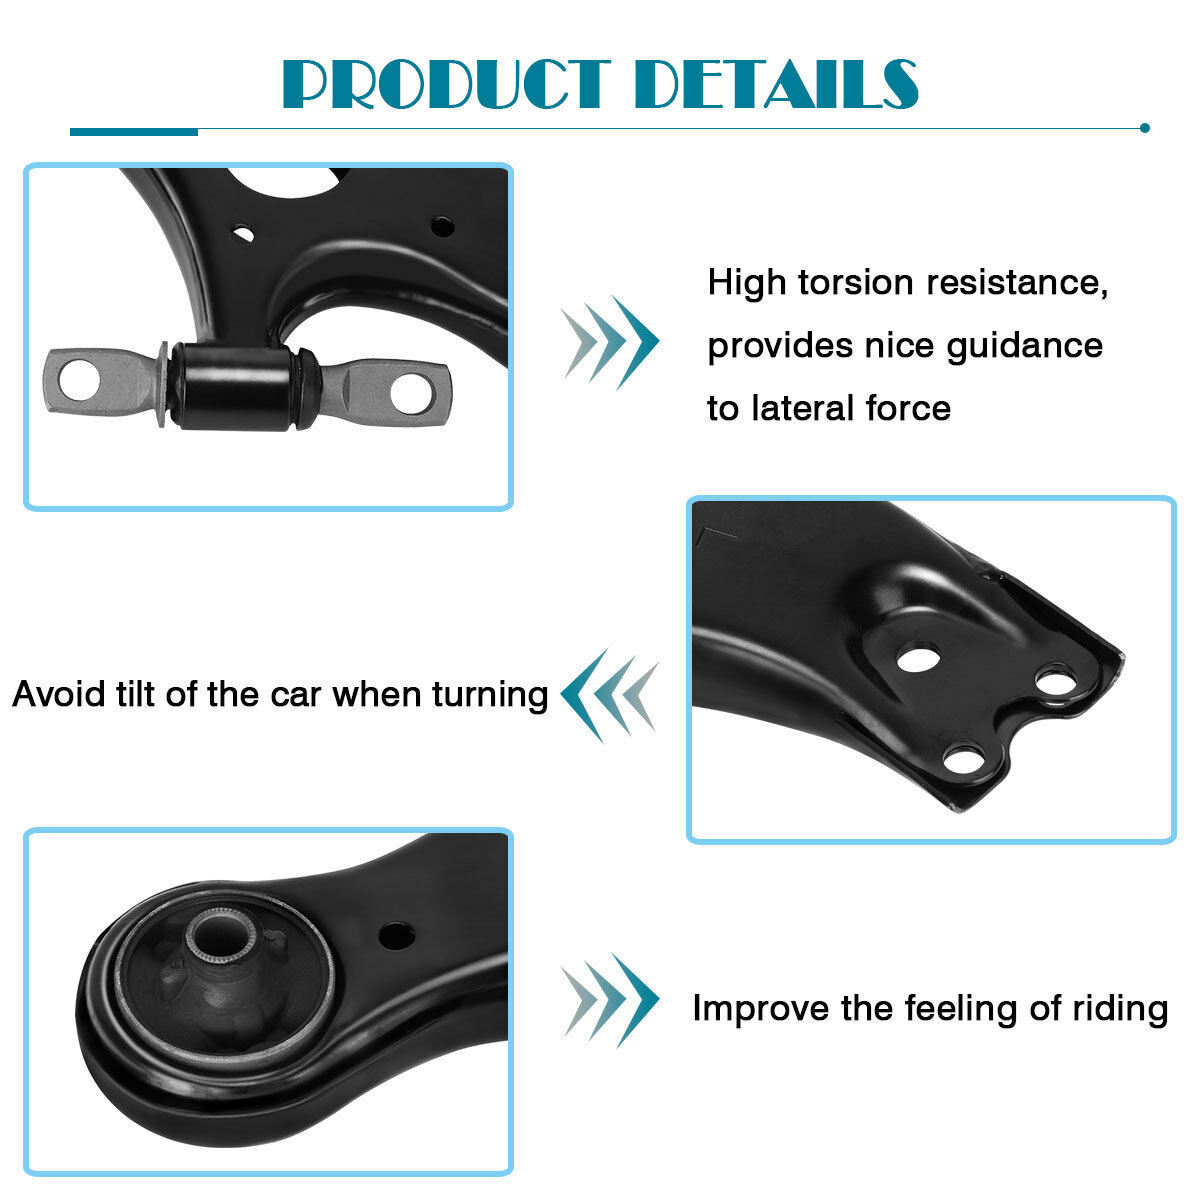 PRODUCT DETAILS
High torsion resistance,
provides nice guidance
to lateral force
Avoid tilt of the car when turning
Improve the feeling of riding